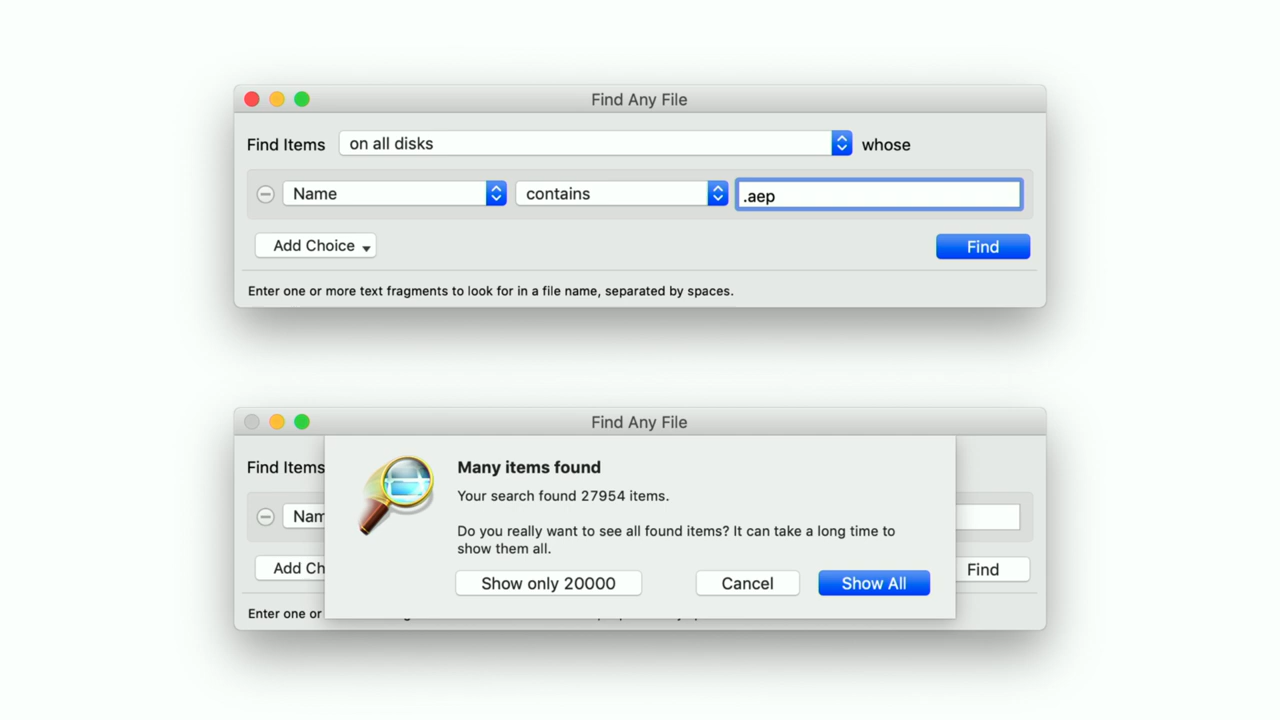 Find Any File
Find Items on all disks whose
Name contains .aep
Add Choice Find
Enter one or more text fragments to look for in a file name, separated by spaces.
Find Any File
Find Items
Many items found
Your search found 27954 items.
Nam
Do you really want to see all found items? It can take a long time to
show them all.
Add Ch Show only 20000 Cancel Show All Find
Enter one or